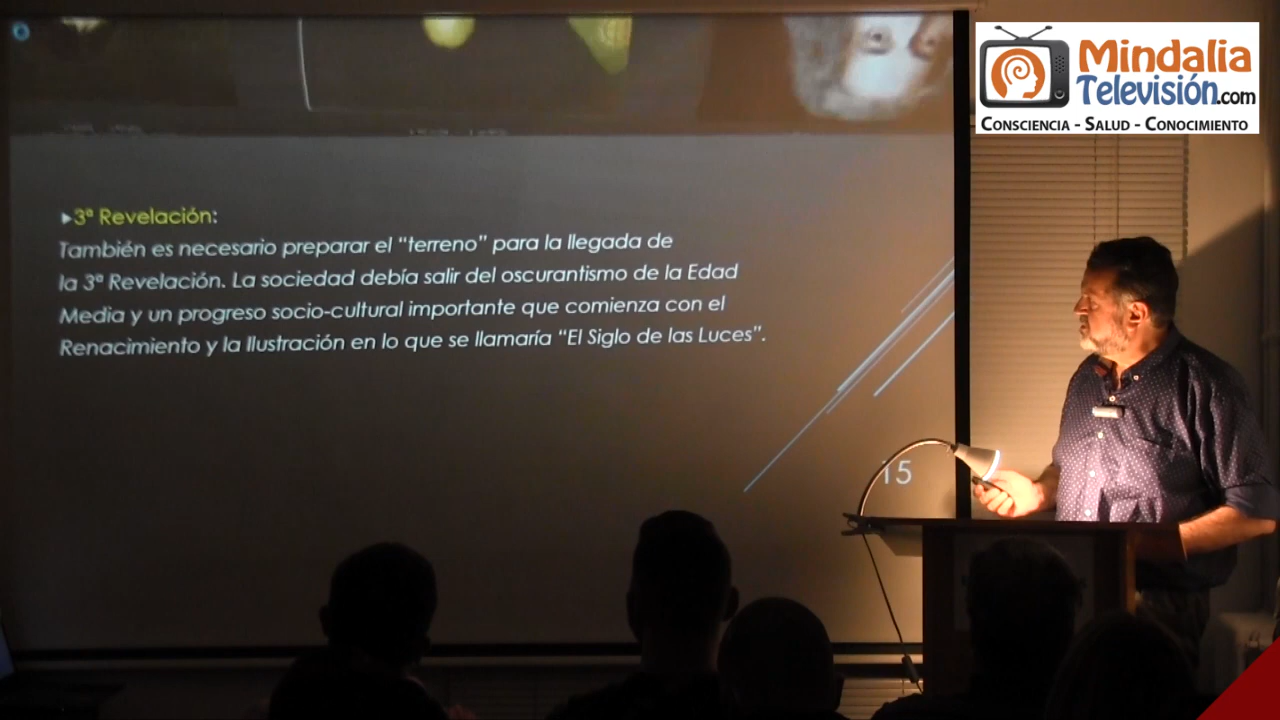 Mindalia
Televisión.com
CONSCIENCIA - SALUD - CONOCIMIENTO
▸3ª Revelación:
También es necesario preparar el “terreno” para la llegada de
la 3ª Revelación. La sociedad debía salir del oscurantismo de la Edad
Media y un progreso socio-cultural importante que comienza con el
Renacimiento y la Ilustración en lo que se llamaría “El Siglo de las Luces”.
15